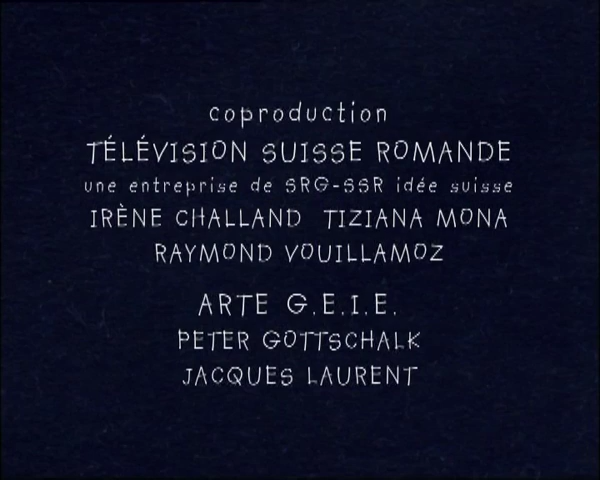 coproduction
TÉLÉVISION SUISSE ROMANDE
une entreprise de SRG-SSR idée suisse
IRÈNE CHALLAND TIZIANA MONA
RAYMOND VOUILLAMOZ
ARTE G.E.I.E.
PETER GOTTSCHALK
JACQUES LAURENT